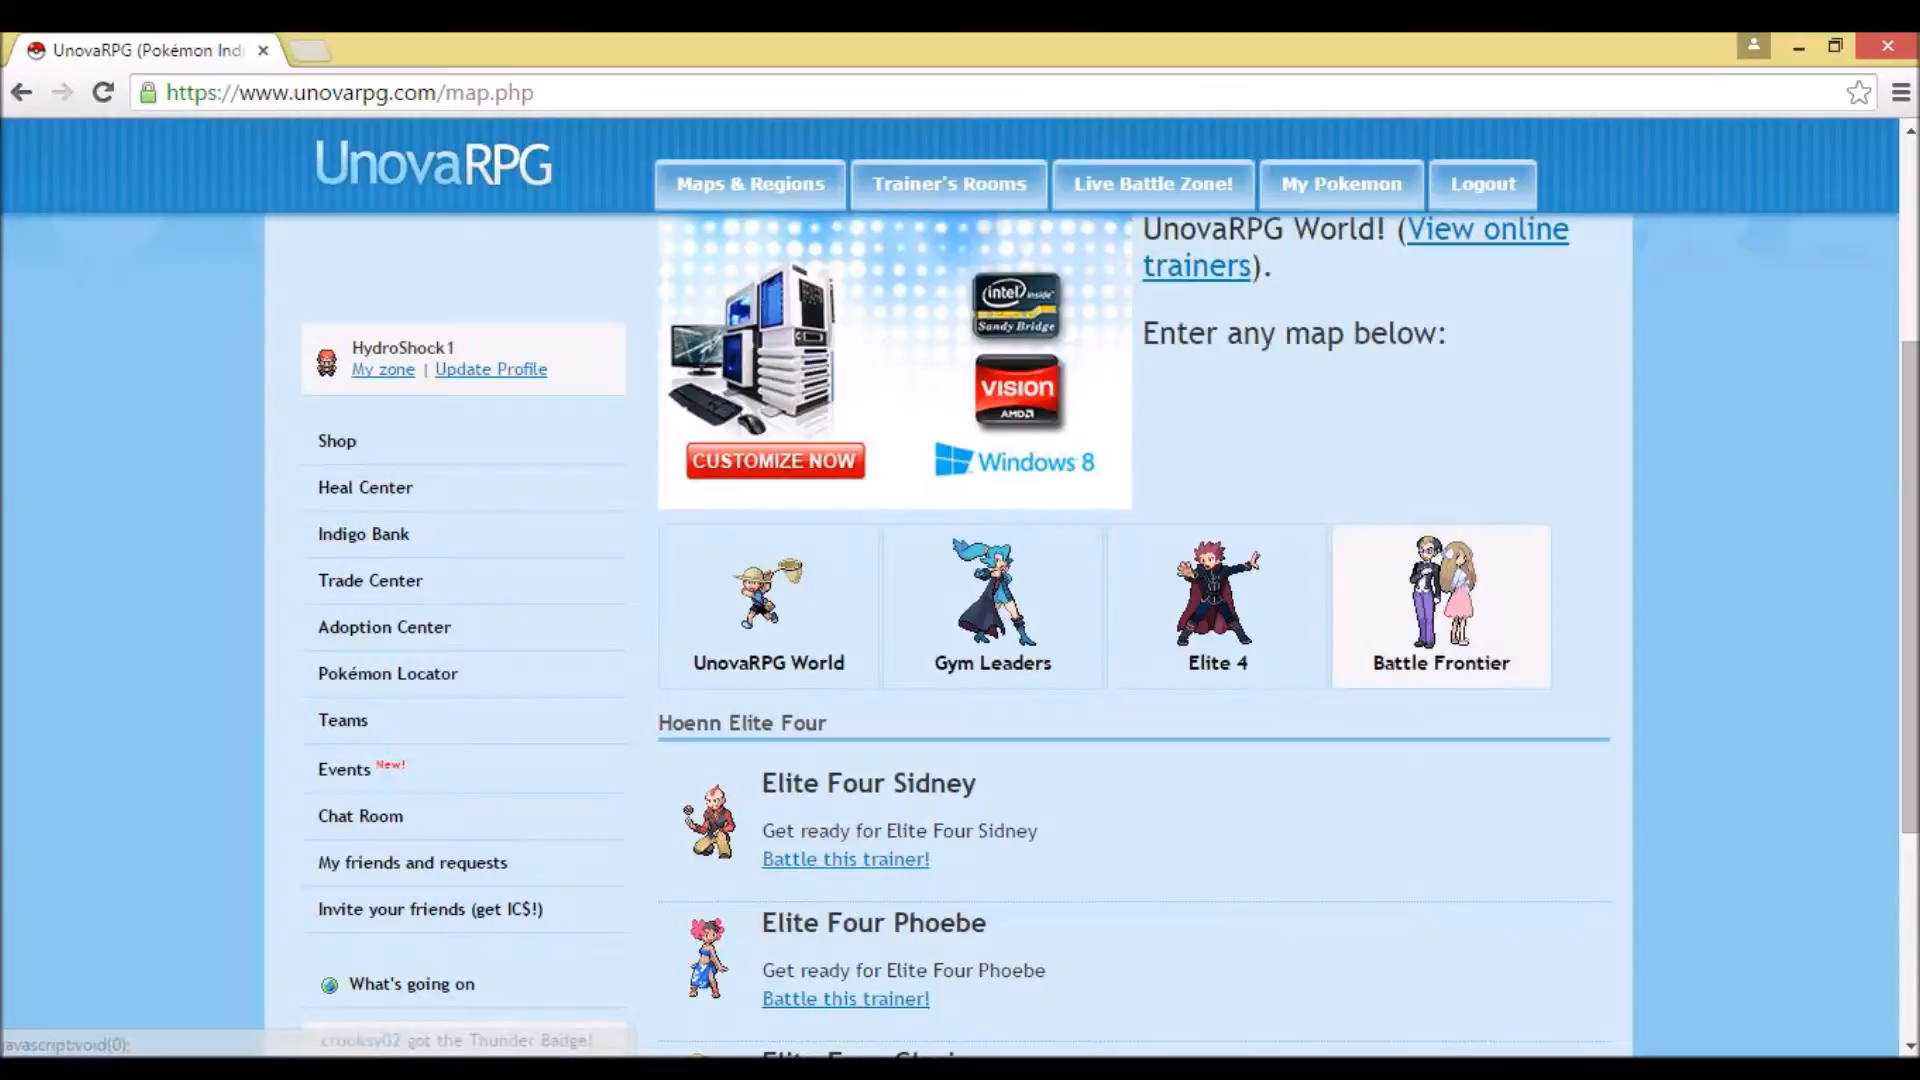 UnovaRPG (Pokémon Ind
https://www.unovarpg.com/map.php
UnovaRPG
Maps & Regions
Trainer's Rooms
Live Battle Zone!
My Pokemon
Logout
UnovaRPG World! (View online
trainers).
Enter any map below:
intel inside™
Sandy Bridge
VISION
AMD
CUSTOMIZE NOW
Windows 8
HydroShock1
My zone | Update Profile
Shop
Heal Center
Indigo Bank
Trade Center
Adoption Center
Pokémon Locator
Teams
Events New!
Chat Room
My friends and requests
Invite your friends (get IC$!)
What's going on
crooksy02 got the Thunder Badge!
UnovaRPG World
Gym Leaders
Elite 4
Battle Frontier
Hoenn Elite Four
Elite Four Sidney
Get ready for Elite Four Sidney
Battle this trainer!
Elite Four Phoebe
Get ready for Elite Four Phoebe
Battle this trainer!
Elite Four
javascript:void(0);